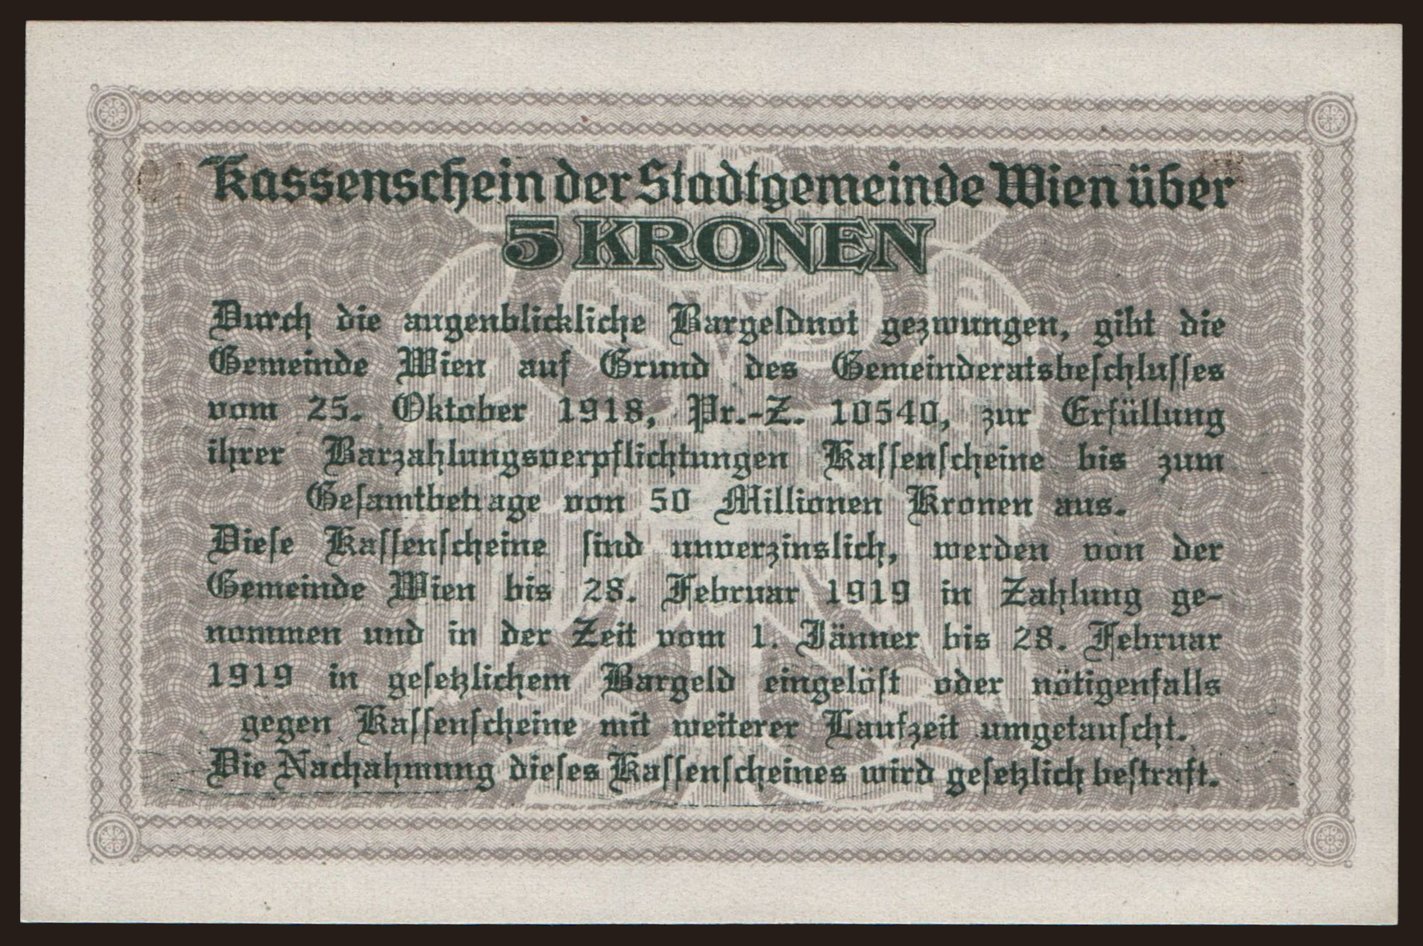 Kassenschein der Stadtgemeinde Wien über
5 KRONEN
Durch die augenblickliche Bargeldnot gezwungen, gibt die
Gemeinde Wien auf Grund des Gemeinderatsbeschlusses
vom 25. Oktober 1918, Pr.-Z. 10540, zur Erfüllung
ihrer Barzahlungsverpflichtungen Kassenscheine bis zum
Gesamtbetrage von 50 Millionen Kronen aus.
Diese Kassenscheine sind unverzinslich, werden von der
Gemeinde Wien bis 28. Februar 1919 in Zahlung ge-
nommen und in der Zeit vom 1. Jänner bis 28. Februar
1919 in gesetzlichem Bargeld eingelöst oder nötigenfalls
gegen Kassenscheine mit weiterer Laufzeit umgetauscht.
Die Nachahmung dieses Kassenscheines wird gesetzlich bestraft.